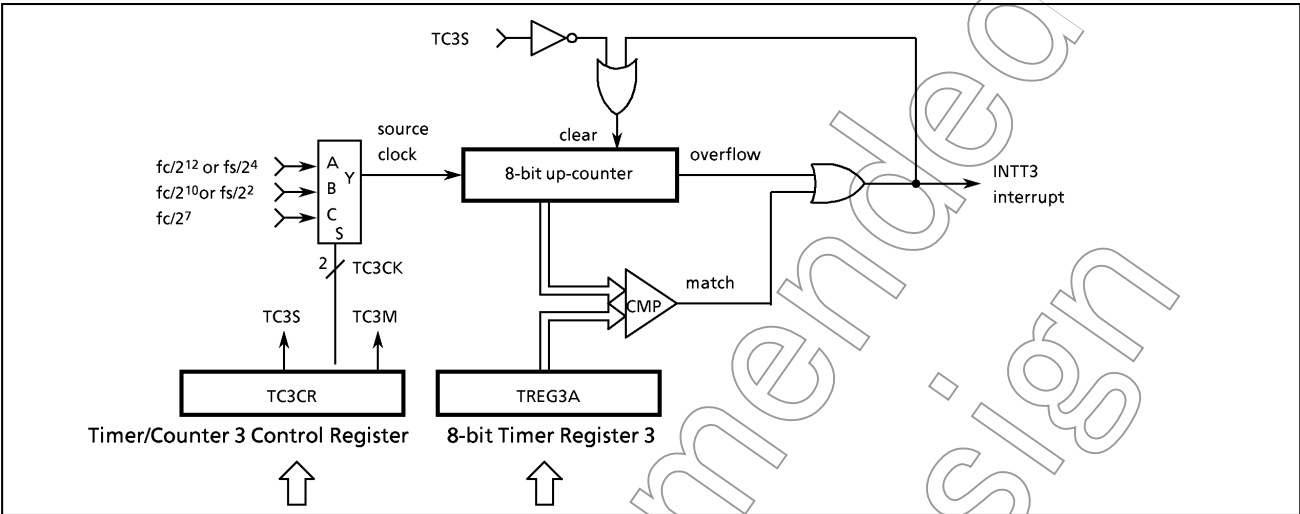 TC3S
source
clock
clear
overflow
fc/2¹² or fs/2⁴
fc/2¹⁰or fs/2²
fc/2⁷
A
B
C
Y
S
8-bit up-counter
INTT3
interrupt
2
TC3CK
CMP
match
TC3S
TC3M
TC3CR
TREG3A
Timer/Counter 3 Control Register
8-bit Timer Register 3
mended
sign